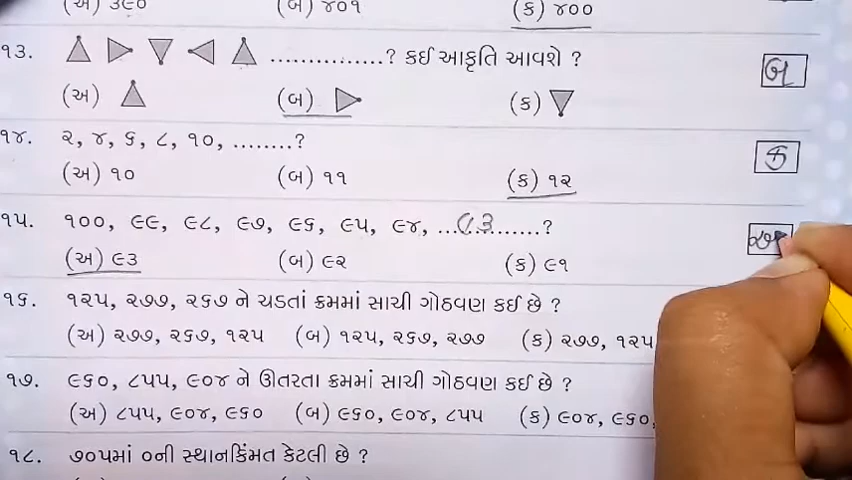 (અ) ૩૯૦ (બ) ૪૦૧ (ક) ૪૦૦
૧૩. ................? કઈ આકૃતિ આવશે ? બ
(અ) (બ) (ક)
૧૪. ૨, ૪, ૬, ૮, ૧૦, ........? ક
(અ) ૧૦ (બ) ૧૧ (ક) ૧૨
૧૫. ૧૦૦, ૯૯, ૯૮, ૯૭, ૯૬, ૯૫, ૯૪, ...૯૩......? અ
(અ) ૯૩ (બ) ૯૨ (ક) ૯૧
૧૬. ૧૨૫, ૨૭૭, ૨૬૭ ને ચડતાં ક્રમમાં સાચી ગોઠવણ કઈ છે ?
(અ) ૨૭૭, ૨૬૭, ૧૨૫ (બ) ૧૨૫, ૨૬૭, ૨૭૭ (ક) ૨૭૭, ૧૨૫
૧૭. ૯૬૦, ૮૫૫, ૯૦૪ ને ઊતરતા ક્રમમાં સાચી ગોઠવણ કઈ છે ?
(અ) ૮૫૫, ૯૦૪, ૯૬૦ (બ) ૯૬૦, ૯૦૪, ૮૫૫ (ક) ૯૦૪, ૯૬૦,
૧૮. ૭૦૫માં ૦ની સ્થાનકિંમત કેટલી છે ?